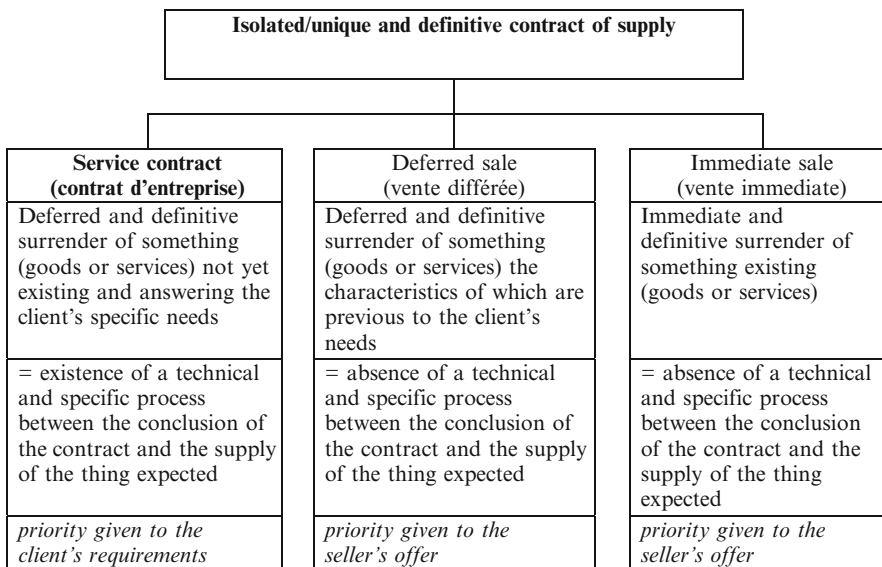 Isolated/unique and definitive contract of supply
Service contract
(contrat d'entreprise)
Deferred and definitive
surrender of something
(goods or services) not yet
existing and answering the
client's specific needs
= existence of a technical
and specific process
between the conclusion of
the contract and the supply
of the thing expected
priority given to the
client's requirements
Deferred sale
(vente différée)
Deferred and definitive
surrender of something
(goods or services) the
characteristics of which are
previous to the client's
needs
= absence of a technical
and specific process
between the conclusion of
the contract and the supply
of the thing expected
priority given to the
seller's offer
Immediate sale
(vente immediate)
Immediate and
definitive surrender of
something existing
(goods or services)
= absence of a technical
and specific process
between the conclusion
of the contract and the
supply of the thing
expected
priority given to the
seller's offer